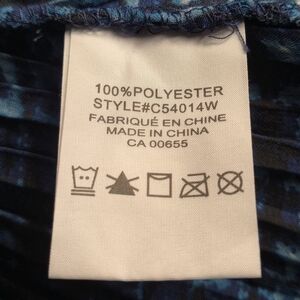 100%POLYESTER
STYLE#C54014W
FABRIQUÉ EN CHINE
MADE IN CHINA
CA 00655